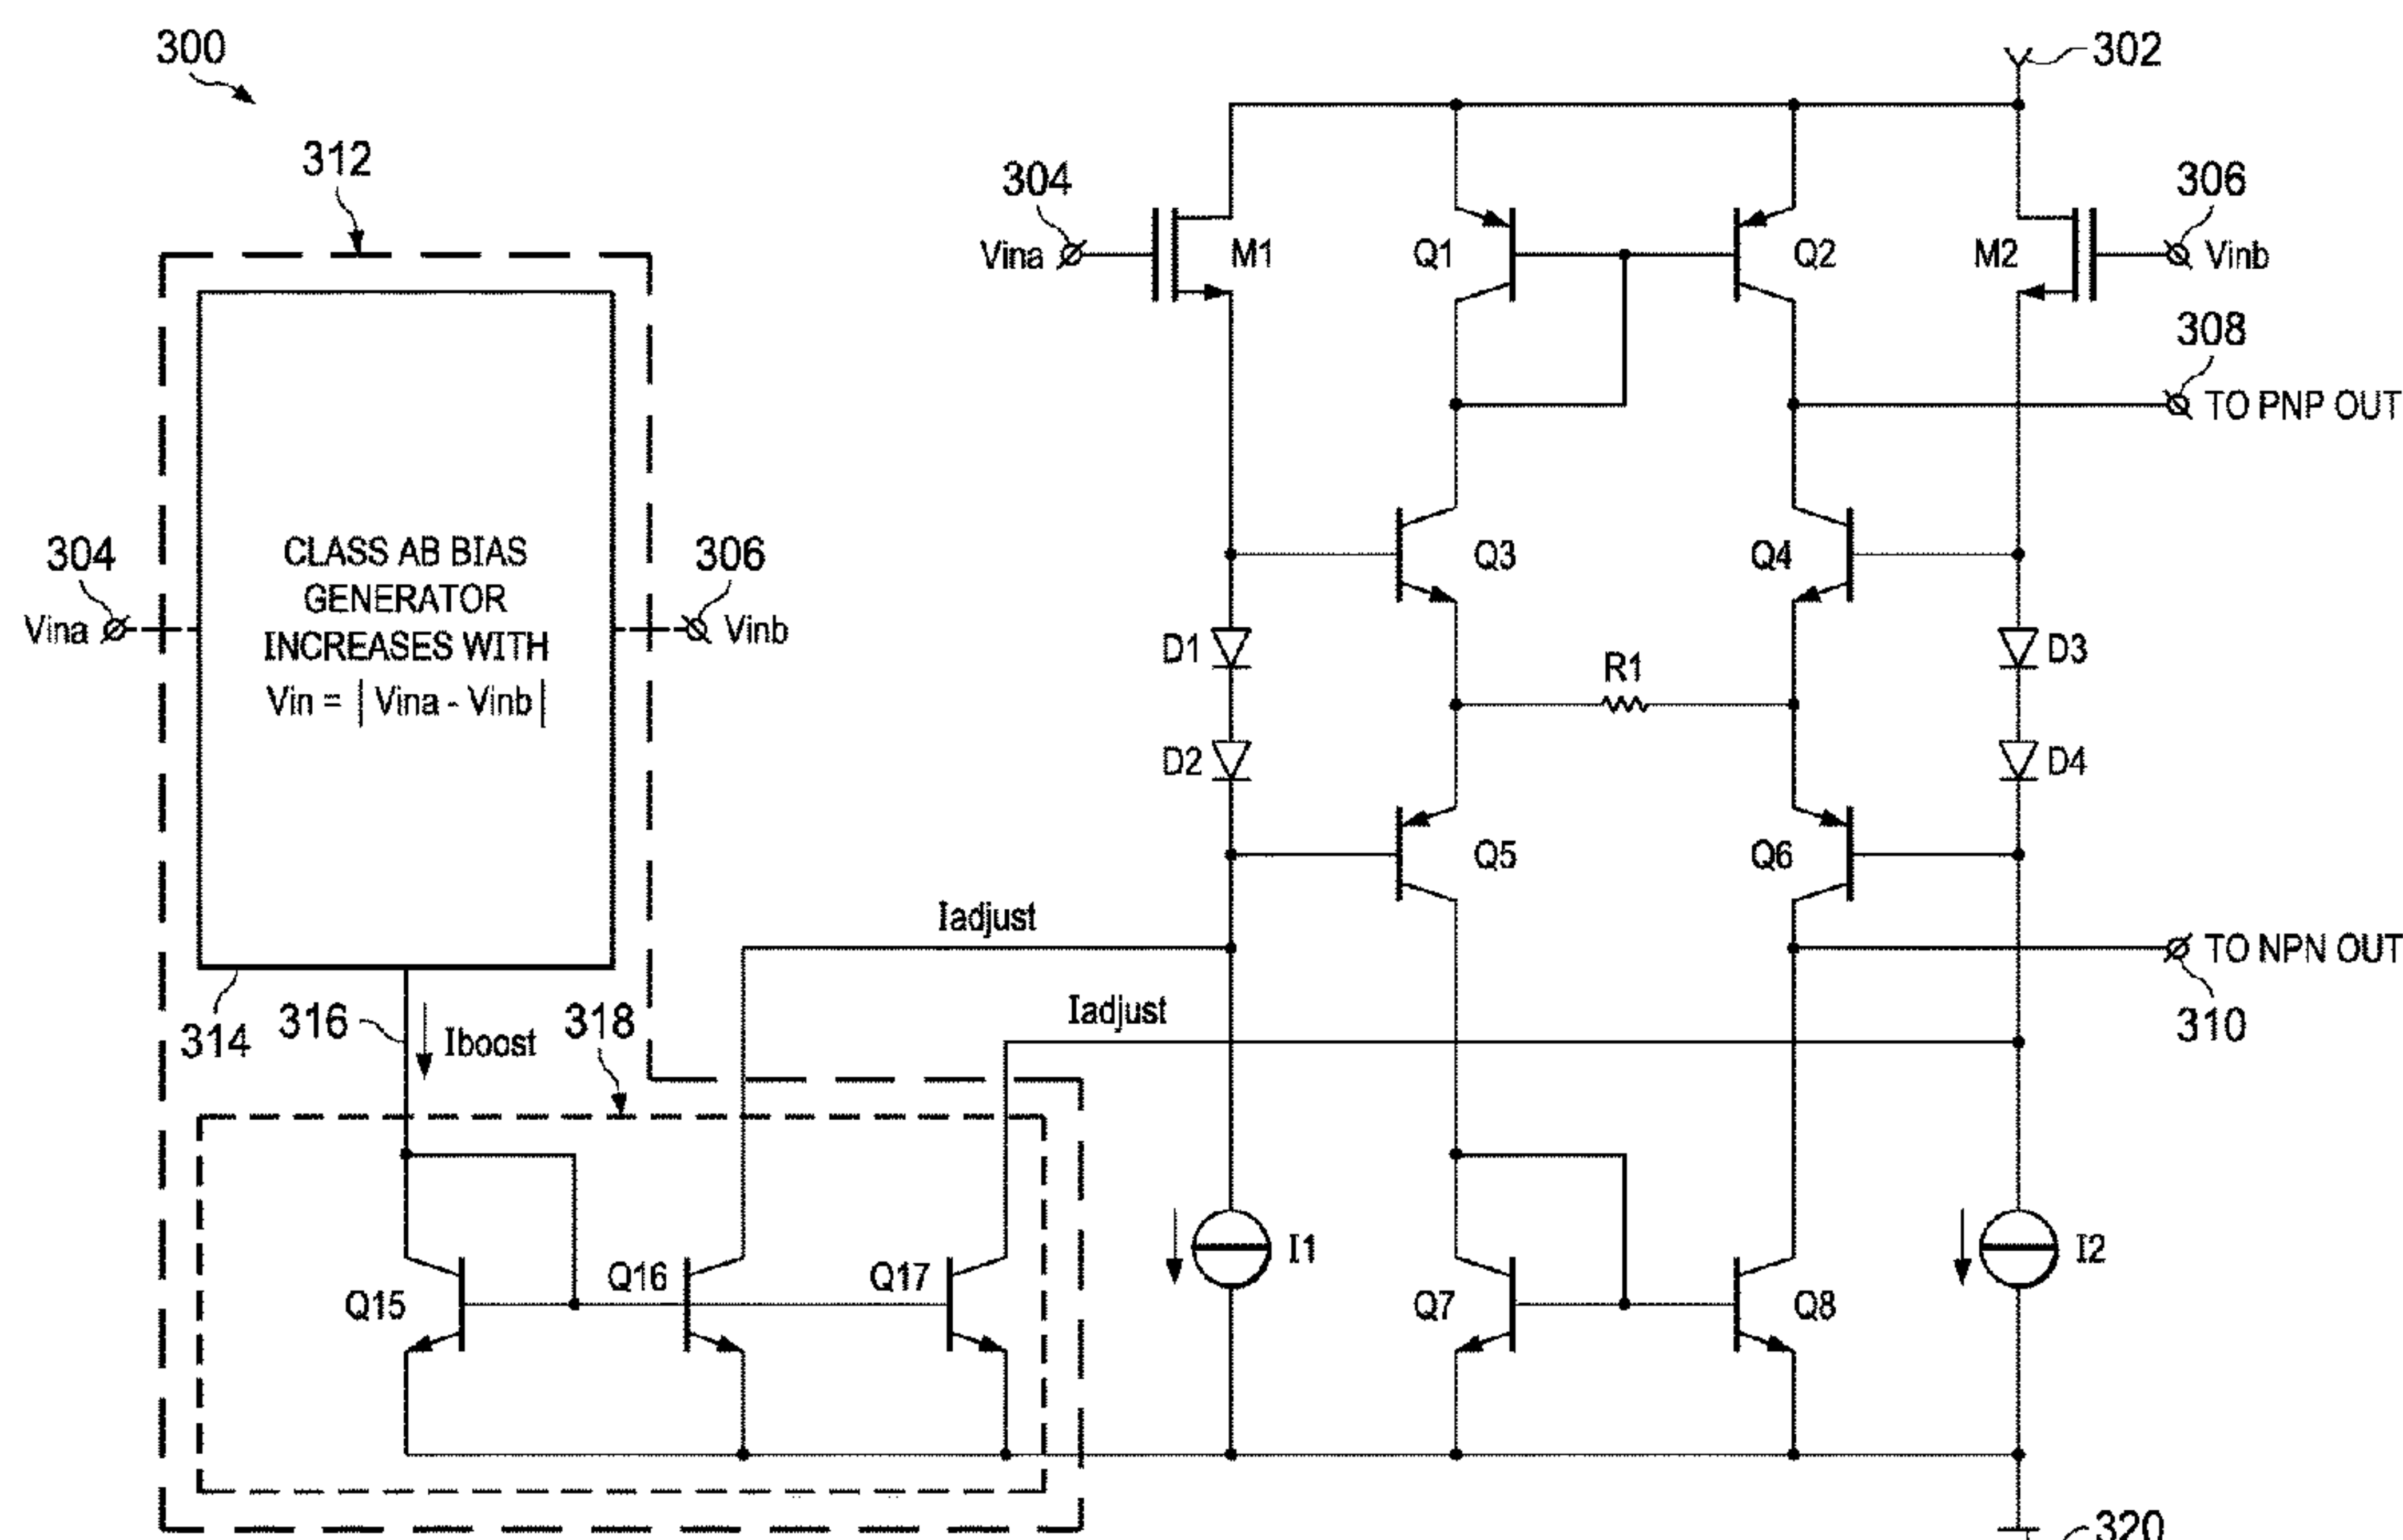 300
302
312
304
306
Vina
M1
Q1
Q2
M2
Vinb
308
TO PNP OUT
CLASS AB BIAS
GENERATOR
INCREASES WITH
Vin = | Vina - Vinb |
304
Vina
306
Vinb
Q3
Q4
D1
R1
D3
D2
D4
Q5
Q6
Iadjust
TO NPN OUT
310
314
316
Iboost
318
Iadjust
Q15
Q16
Q17
I1
Q7
Q8
I2
320